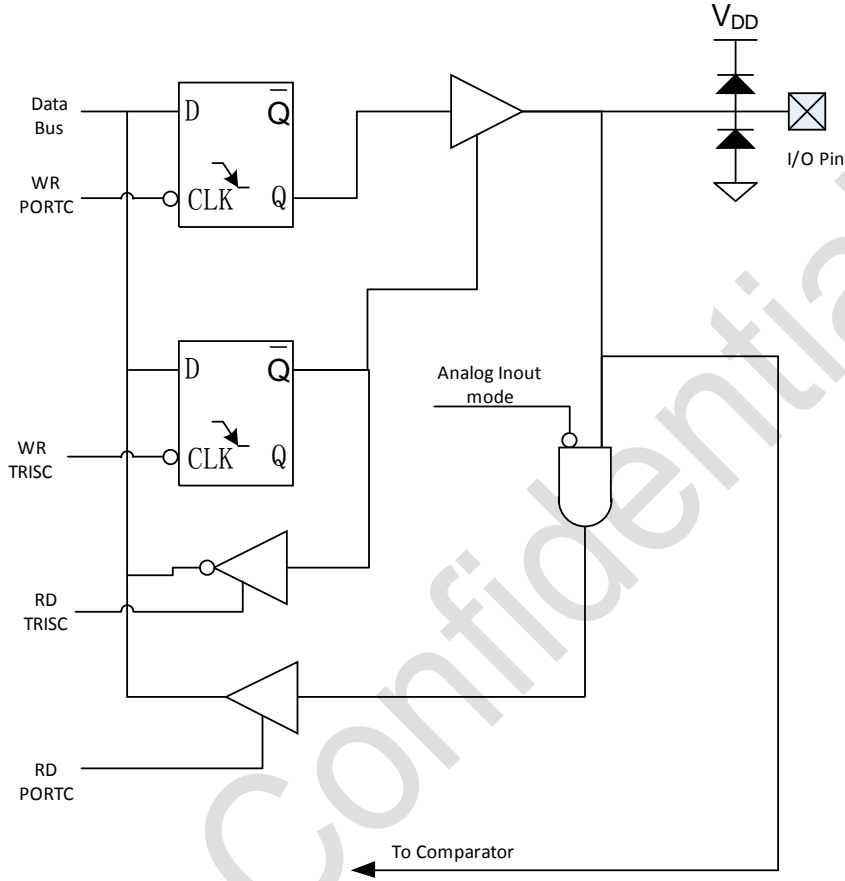 VDD
Data
Bus
D
Q
WR
PORTC
CLK
Q
I/O Pin
D
Q
Analog Inout
mode
WR
TRISC
CLK
Q
RD
TRISC
RD
PORTC
To Comparator
Confidential